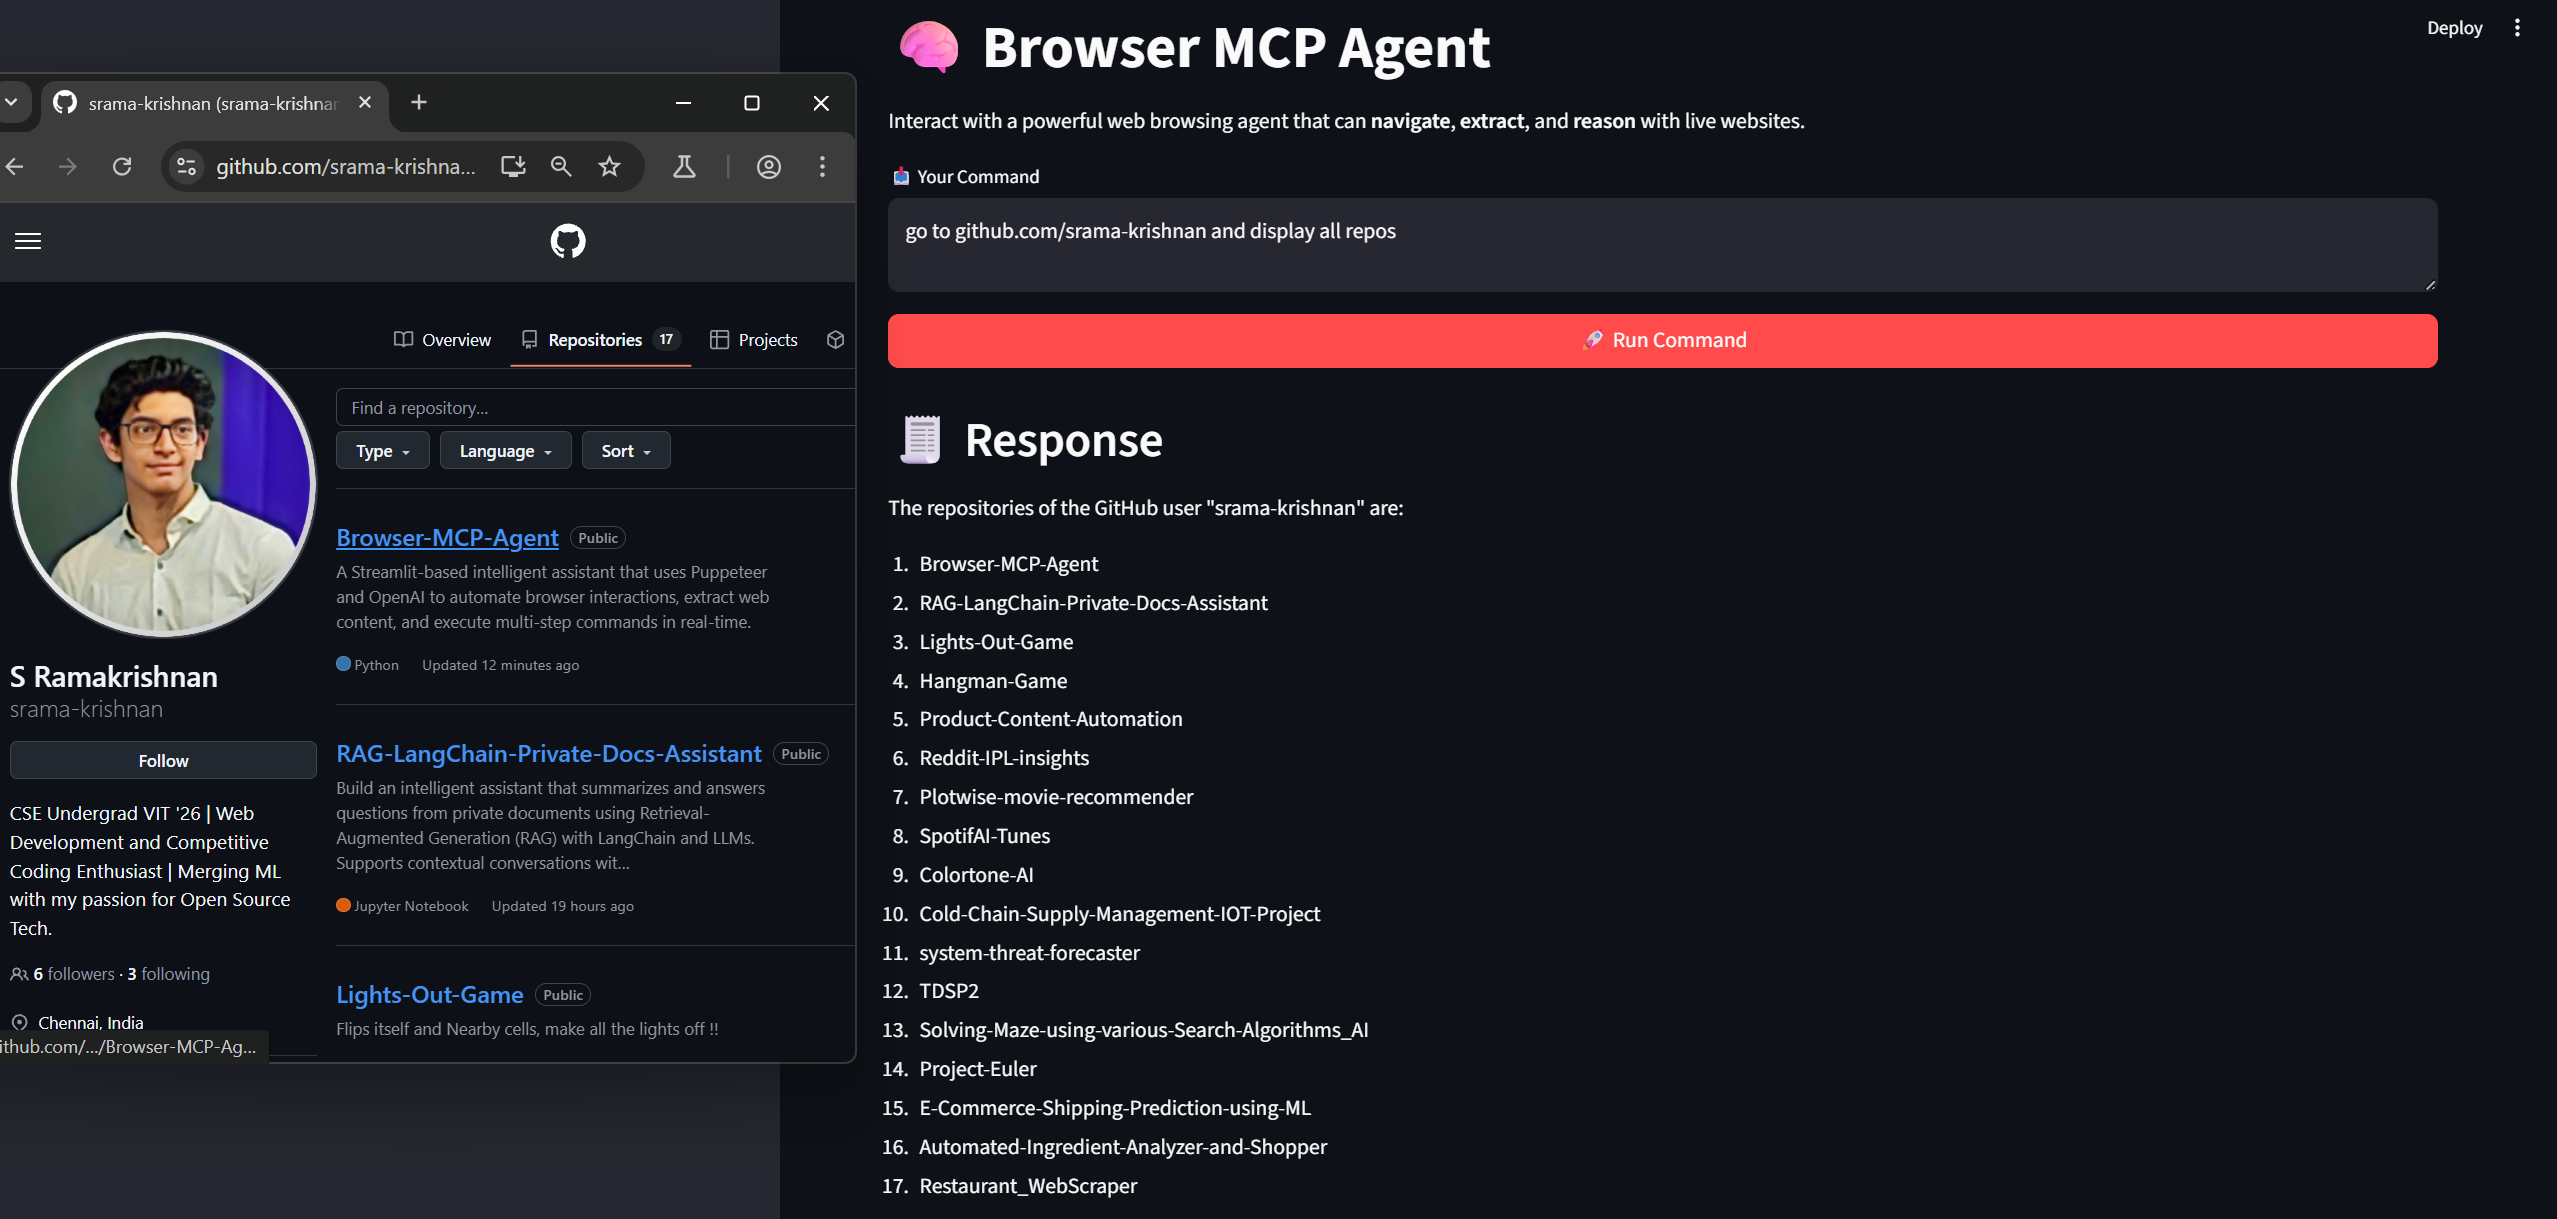 srama-krishnan (srama-krishnan
github.com/srama-krishna...
Overview
Repositories 17
Projects
Find a repository...
Type
Language
Sort
Browser-MCP-Agent Public
A Streamlit-based intelligent assistant that uses Puppeteer
and OpenAI to automate browser interactions, extract web
content, and execute multi-step commands in real-time.
Python Updated 12 minutes ago
RAG-LangChain-Private-Docs-Assistant Public
Build an intelligent assistant that summarizes and answers
questions from private documents using Retrieval-
Augmented Generation (RAG) with LangChain and LLMs.
Supports contextual conversations wit...
Jupyter Notebook Updated 19 hours ago
Lights-Out-Game Public
Flips itself and Nearby cells, make all the lights off !!
S Ramakrishnan
srama-krishnan
Follow
CSE Undergrad VIT '26 | Web
Development and Competitive
Coding Enthusiast | Merging ML
with my passion for Open Source
Tech.
6 followers · 3 following
Chennai, India
ithub.com/.../Browser-MCP-Ag...
Deploy
Browser MCP Agent
Interact with a powerful web browsing agent that can navigate, extract, and reason with live websites.
Your Command
go to github.com/srama-krishnan and display all repos
Run Command
Response
The repositories of the GitHub user "srama-krishnan" are:
1. Browser-MCP-Agent
2. RAG-LangChain-Private-Docs-Assistant
3. Lights-Out-Game
4. Hangman-Game
5. Product-Content-Automation
6. Reddit-IPL-insights
7. Plotwise-movie-recommender
8. SpotifAI-Tunes
9. Colortone-AI
10. Cold-Chain-Supply-Management-IOT-Project
11. system-threat-forecaster
12. TDSP2
13. Solving-Maze-using-various-Search-Algorithms_AI
14. Project-Euler
15. E-Commerce-Shipping-Prediction-using-ML
16. Automated-Ingredient-Analyzer-and-Shopper
17. Restaurant_WebScraper